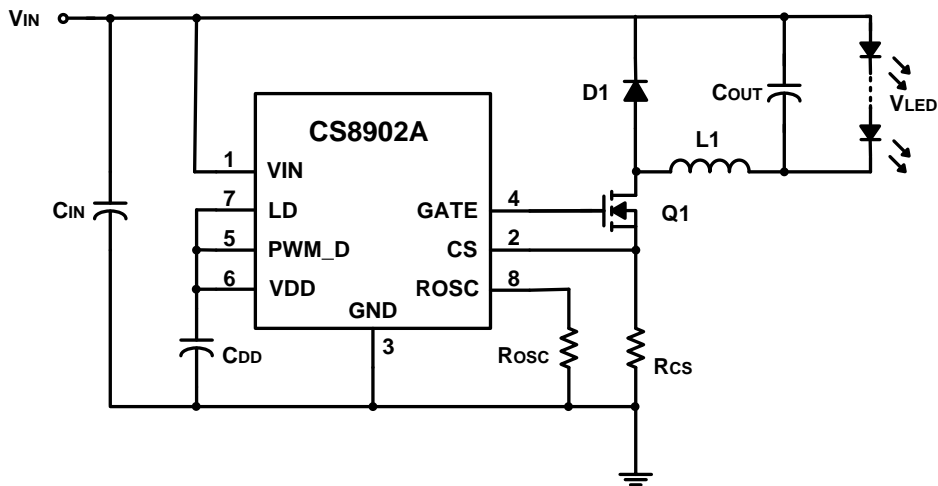 VIN
D1
COUT
VLED
CS8902A
L1
1
VIN
CIN
7
LD
GATE
4
Q1
5
PWM_D
CS
2
6
VDD
ROSC
8
GND
3
CDD
ROSC
RCS